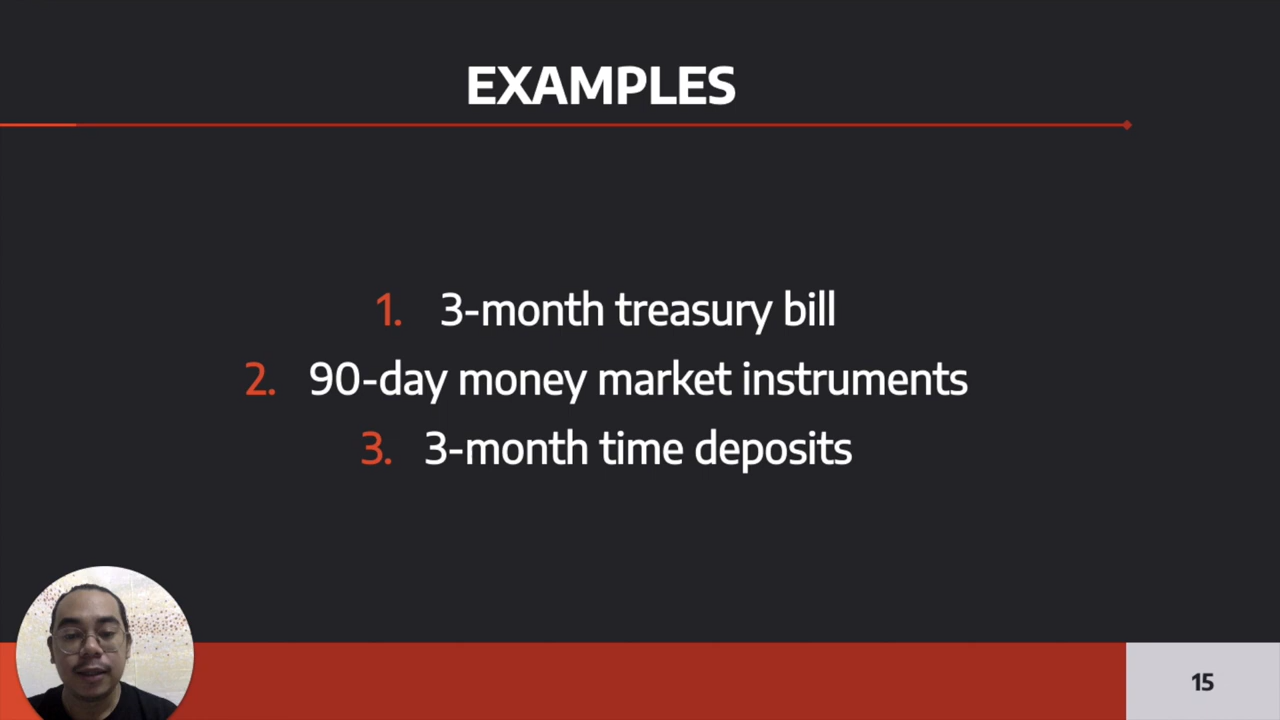 EXAMPLES
1. 3-month treasury bill
2. 90-day money market instruments
3. 3-month time deposits
15